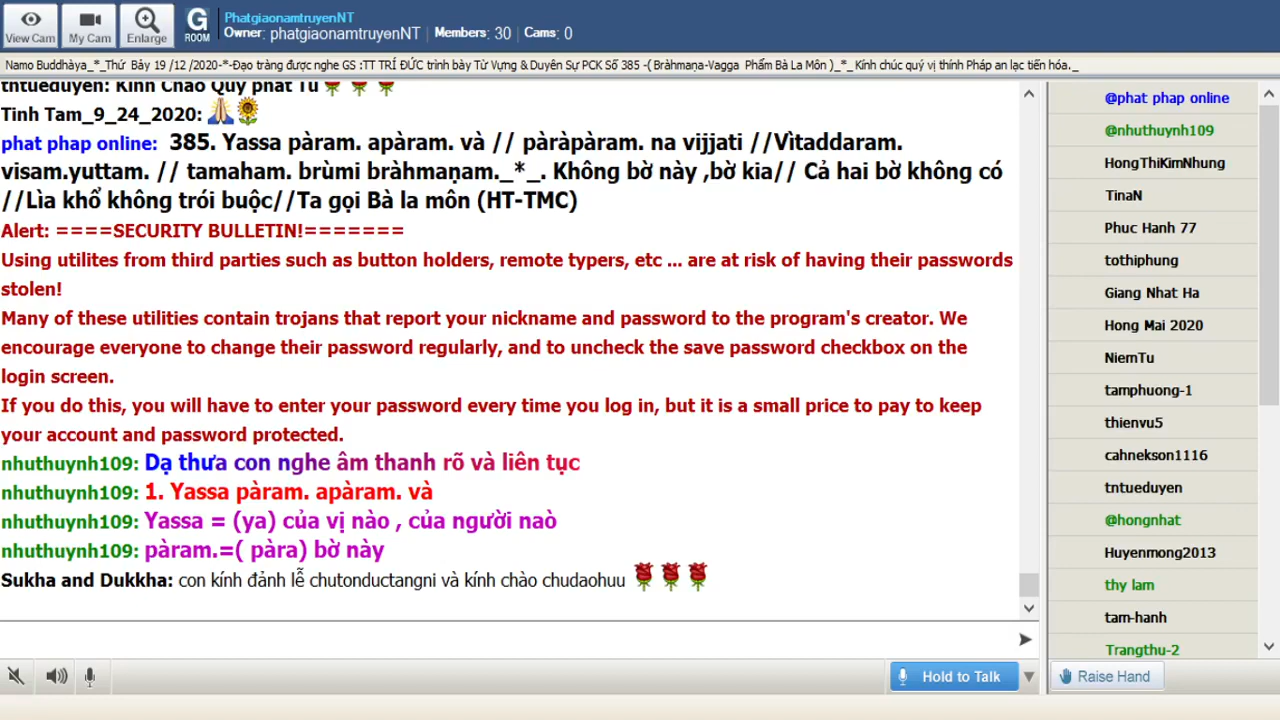 PhatgiaonamtruyenNT
Owner: phatgiaonamtruyenNT | Members: 30 | Cams: 0
View Cam
My Cam
Enlarge
G
ROOM
Namo Buddhàya_*_Thứ Bảy 19 /12 /2020-*-Đạo tràng được nghe GS :TT TRÍ ĐỨC trình bày Từ Vựng & Duyên Sự PCK Số 385 -( Bràhmaṇa-Vagga Phẩm Bà La Môn )_*_ Kính chúc quý vị thính Pháp an lạc tiến hóa._
tntueduyen: Kính Chào Quý phật Tử
Tinh Tam_9_24_2020:
phat phap online: 385. Yassa pàram. apàram. và // pàràpàram. na vijjati //Vìtaddaram.
visam.yuttam. // tamaham. brùmi bràhmaṇam._*_. Không bờ này ,bờ kia// Cả hai bờ không có
//Lìa khổ không trói buộc//Ta gọi Bà la môn (HT-TMC)
Alert: ====SECURITY BULLETIN!=======
Using utilites from third parties such as button holders, remote typers, etc ... are at risk of having their passwords
stolen!
Many of these utilities contain trojans that report your nickname and password to the program's creator. We
encourage everyone to change their password regularly, and to uncheck the save password checkbox on the
login screen.
If you do this, you will have to enter your password every time you log in, but it is a small price to pay to keep
your account and password protected.
nhuthuynh109: Dạ thưa con nghe âm thanh rõ và liên tục
nhuthuynh109: 1. Yassa pàram. apàram. và
nhuthuynh109: Yassa = (ya) của vị nào , của người naò
nhuthuynh109: pàram.=( pàra) bờ này
Sukha and Dukkha: con kính đảnh lễ chutonductangni và kính chào chudaohuu
@phat phap online
@nhuthuynh109
HongThiKimNhung
TinaN
Phuc Hanh 77
tothiphung
Giang Nhat Ha
Hong Mai 2020
NiemTu
tamphuong-1
thienvu5
cahnekson1116
tntueduyen
@hongnhat
Huyenmong2013
thy lam
tam-hanh
Trangthu-2
Hold to Talk
Raise Hand